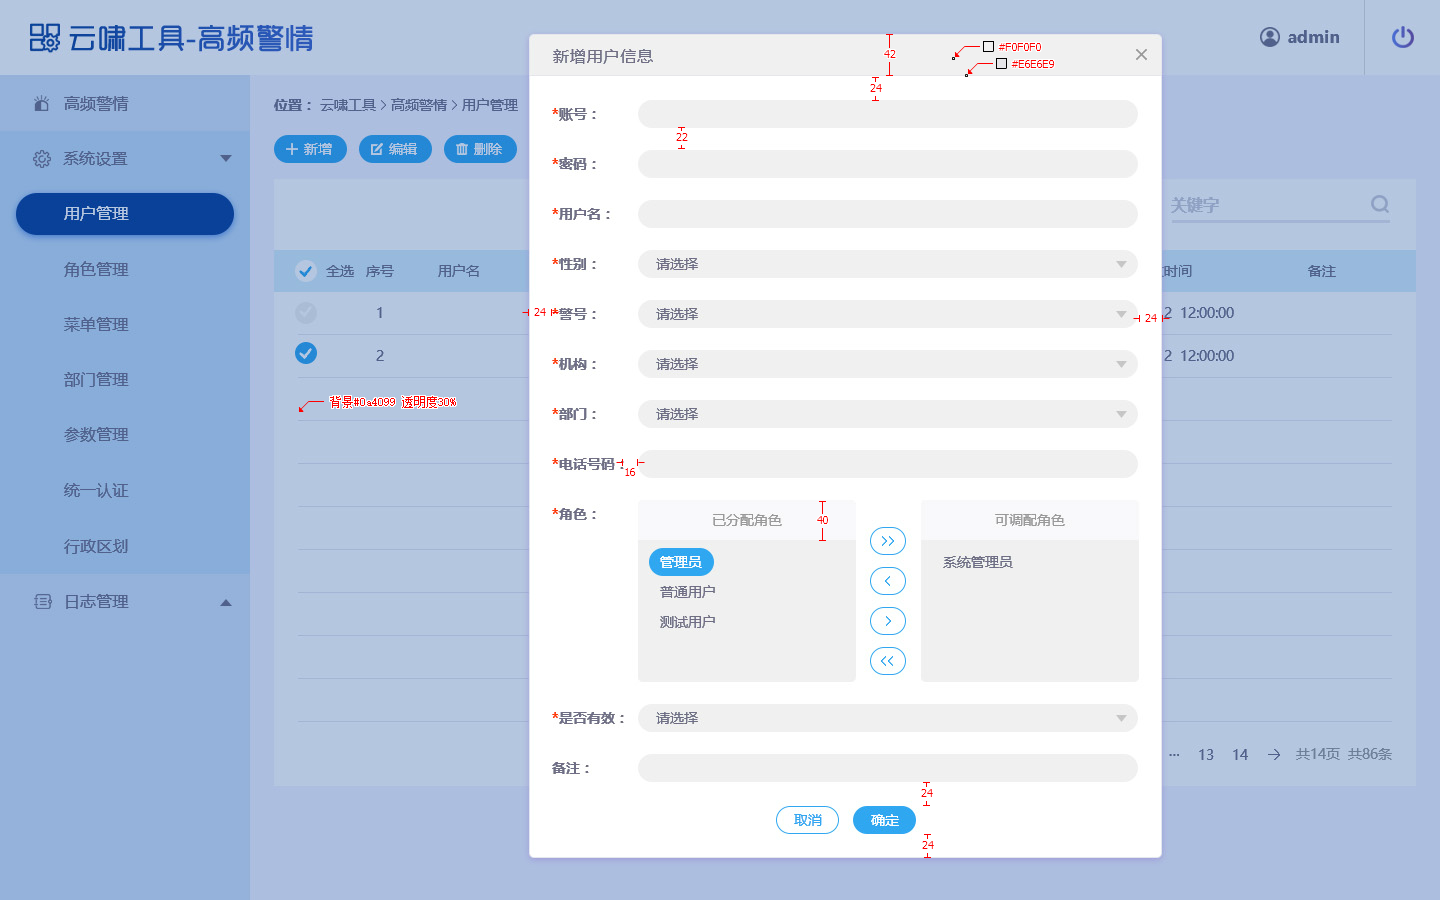 云啸工具-高频警情
admin
高频警情
系统设置
用户管理
角色管理
菜单管理
部门管理
参数管理
统一认证
行政区划
日志管理
位置： 云啸工具 > 高频警情 > 用户管理
新增 编辑 删除
关键字
全选 序号 用户名 时间 备注
1 2 12:00:00
2 2 12:00:00
背景#0a4099 透明度30%
··· 13 14 → 共14页 共86条
新增用户信息
42
#F0F0F0
#E6E6E9
24
*账号：
22
*密码：
*用户名：
*性别： 请选择
24 *警号： 请选择 24
*机构： 请选择
*部门： 请选择
*电话号码： 16
*角色： 已分配角色 40 可调配角色
管理员
普通用户
测试用户
>>
<
>
<<
系统管理员
*是否有效： 请选择
备注：
24
取消 确定
24